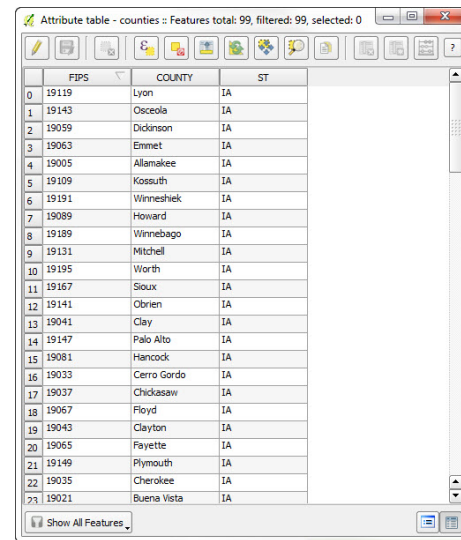 Attribute table - counties :: Features total: 99, filtered: 99, selected: 0
ε
?
FIPS COUNTY ST
0 19119 Lyon IA
1 19143 Osceola IA
2 19059 Dickinson IA
3 19063 Emmet IA
4 19005 Allamakee IA
5 19109 Kossuth IA
6 19191 Winneshiek IA
7 19089 Howard IA
8 19189 Winnebago IA
9 19131 Mitchell IA
10 19195 Worth IA
11 19167 Sioux IA
12 19141 Obrien IA
13 19041 Clay IA
14 19147 Palo Alto IA
15 19081 Hancock IA
16 19033 Cerro Gordo IA
17 19037 Chickasaw IA
18 19067 Floyd IA
19 19043 Clayton IA
20 19065 Fayette IA
21 19149 Plymouth IA
22 19035 Cherokee IA
23 19021 Buena Vista IA
Show All Features